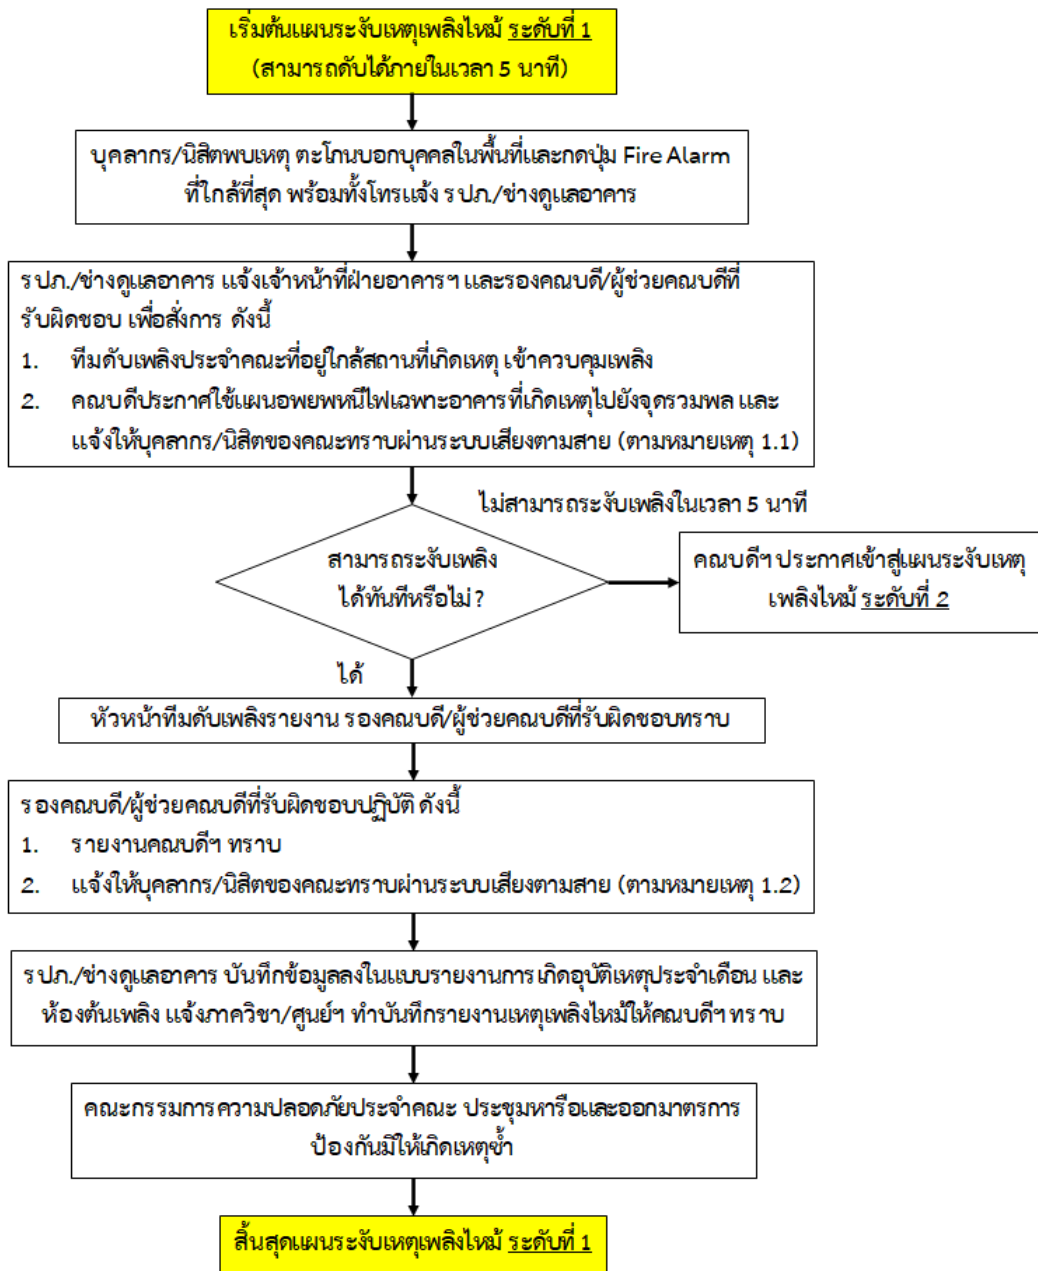 เริ่มต้นแผนระงับเหตุเพลิงไหม้ ระดับที่ 1
(สามารถดับได้ภายในเวลา 5 นาที)
บุคลากร/นิสิตพบเหตุ ตะโกนบอกบุคคลในพื้นที่และกดปุ่ม Fire Alarm
ที่ใกล้ที่สุด พร้อมทั้งโทรแจ้ง รปภ./ช่างดูแลอาคาร
รปภ./ช่างดูแลอาคาร แจ้งเจ้าหน้าที่ฝ่ายอาคารฯ และรองคณบดี/ผู้ช่วยคณบดีที่
รับผิดชอบ เพื่อสั่งการ ดังนี้
1. ทีมดับเพลิงประจำคณะที่อยู่ใกล้สถานที่เกิดเหตุ เข้าควบคุมเพลิง
2. คณบดีประกาศใช้แผนอพยพหนีไฟเฉพาะอาคารที่เกิดเหตุไปยังจุดรวมพล และ
แจ้งให้บุคลากร/นิสิตของคณะทราบผ่านระบบเสียงตามสาย (ตามหมายเหตุ 1.1)
ไม่สามารถระงับเพลิงในเวลา 5 นาที
สามารถระงับเพลิง
ได้ทันทีหรือไม่?
คณบดีฯ ประกาศเข้าสู่แผนระงับเหตุ
เพลิงไหม้ ระดับที่ 2
ได้
หัวหน้าทีมดับเพลิงรายงาน รองคณบดี/ผู้ช่วยคณบดีที่รับผิดชอบทราบ
รองคณบดี/ผู้ช่วยคณบดีที่รับผิดชอบปฏิบัติ ดังนี้
1. รายงานคณบดีฯ ทราบ
2. แจ้งให้บุคลากร/นิสิตของคณะทราบผ่านระบบเสียงตามสาย (ตามหมายเหตุ 1.2)
รปภ./ช่างดูแลอาคาร บันทึกข้อมูลลงในแบบรายงานการเกิดอุบัติเหตุประจำเดือน และ
ห้องต้นเพลิง แจ้งภาควิชา/ศูนย์ฯ ทำบันทึกรายงานเหตุเพลิงไหม้ให้คณบดีฯ ทราบ
คณะกรรมการความปลอดภัยประจำคณะ ประชุมหารือและออกมาตรการ
ป้องกันมิให้เกิดเหตุซ้ำ
สิ้นสุดแผนระงับเหตุเพลิงไหม้ ระดับที่ 1